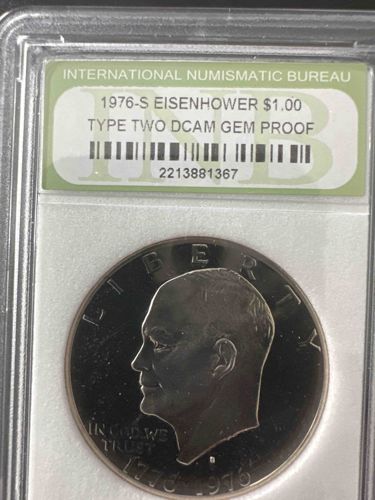 INTERNATIONAL NUMISMATIC BUREAU
INB
1976-S EISENHOWER $1.00
TYPE TWO DCAM GEM PROOF
2213881367
LIBERTY
IN GOD WE
TRUST
S
1776-1976